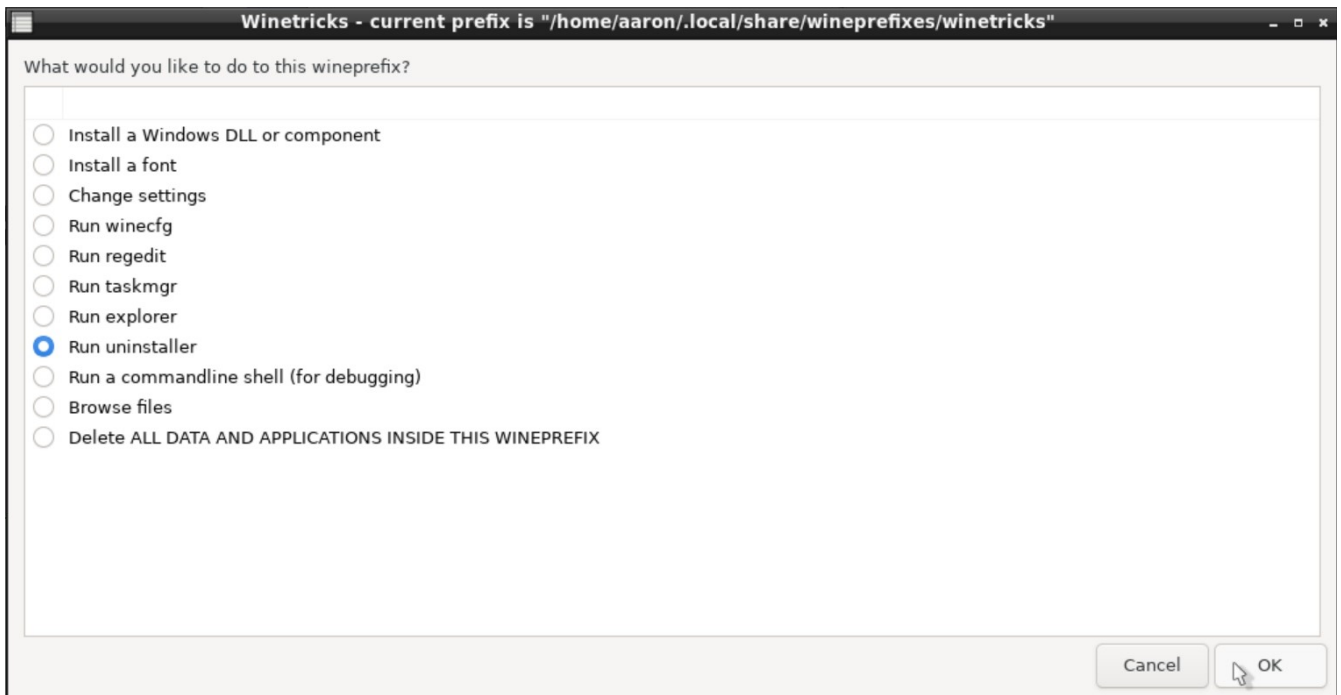 Winetricks - current prefix is "/home/aaron/.local/share/wineprefixes/winetricks"
What would you like to do to this wineprefix?
Install a Windows DLL or component
Install a font
Change settings
Run winecfg
Run regedit
Run taskmgr
Run explorer
Run uninstaller
Run a commandline shell (for debugging)
Browse files
Delete ALL DATA AND APPLICATIONS INSIDE THIS WINEPREFIX
Cancel OK